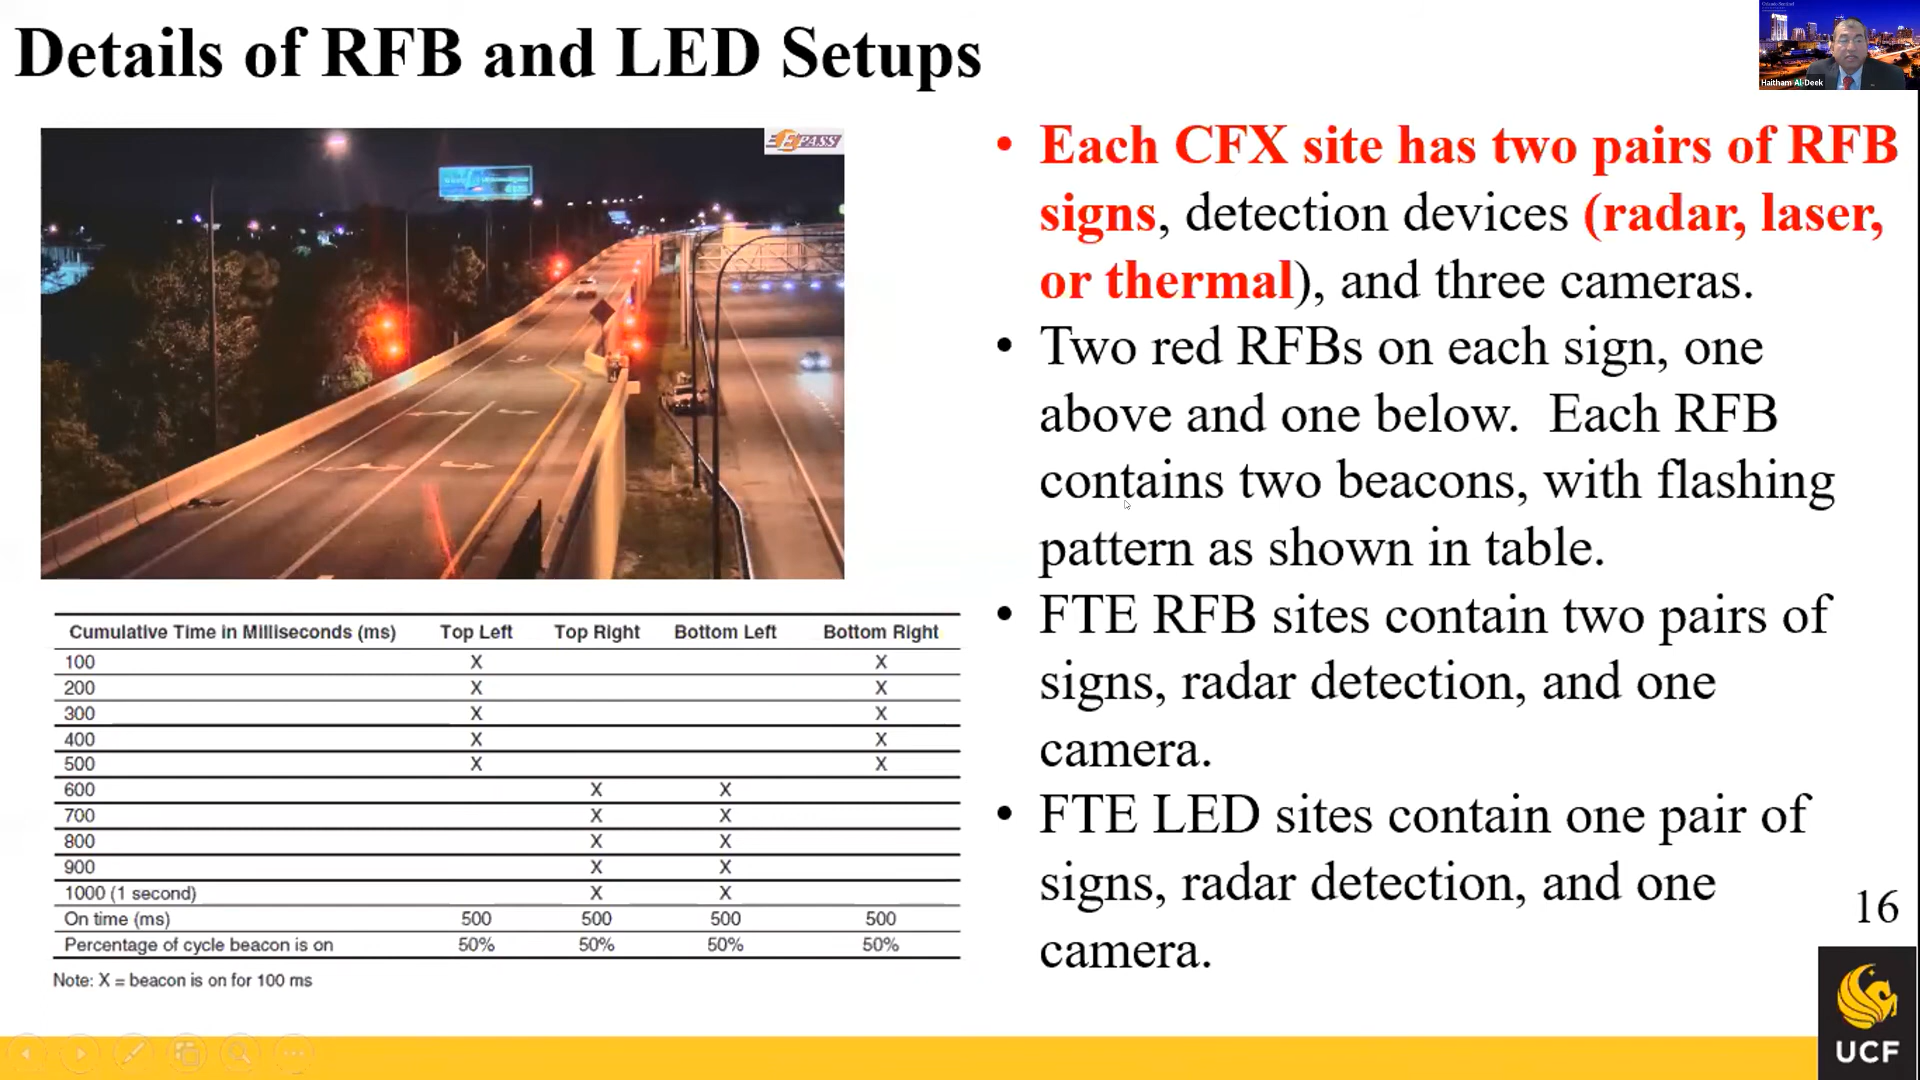 Details of RFB and LED Setups
Haitham Al-Deek
EPASS
• Each CFX site has two pairs of RFB
signs, detection devices (radar, laser,
or thermal), and three cameras.
• Two red RFBs on each sign, one
above and one below. Each RFB
contains two beacons, with flashing
pattern as shown in table.
• FTE RFB sites contain two pairs of
signs, radar detection, and one
camera.
• FTE LED sites contain one pair of
signs, radar detection, and one
camera.
Cumulative Time in Milliseconds (ms) Top Left Top Right Bottom Left Bottom Right
100 X X
200 X X
300 X X
400 X X
500 X X
600 X X
700 X X
800 X X
900 X X
1000 (1 second) X X
On time (ms) 500 500 500 500
Percentage of cycle beacon is on 50% 50% 50% 50%
Note: X = beacon is on for 100 ms
16
UCF